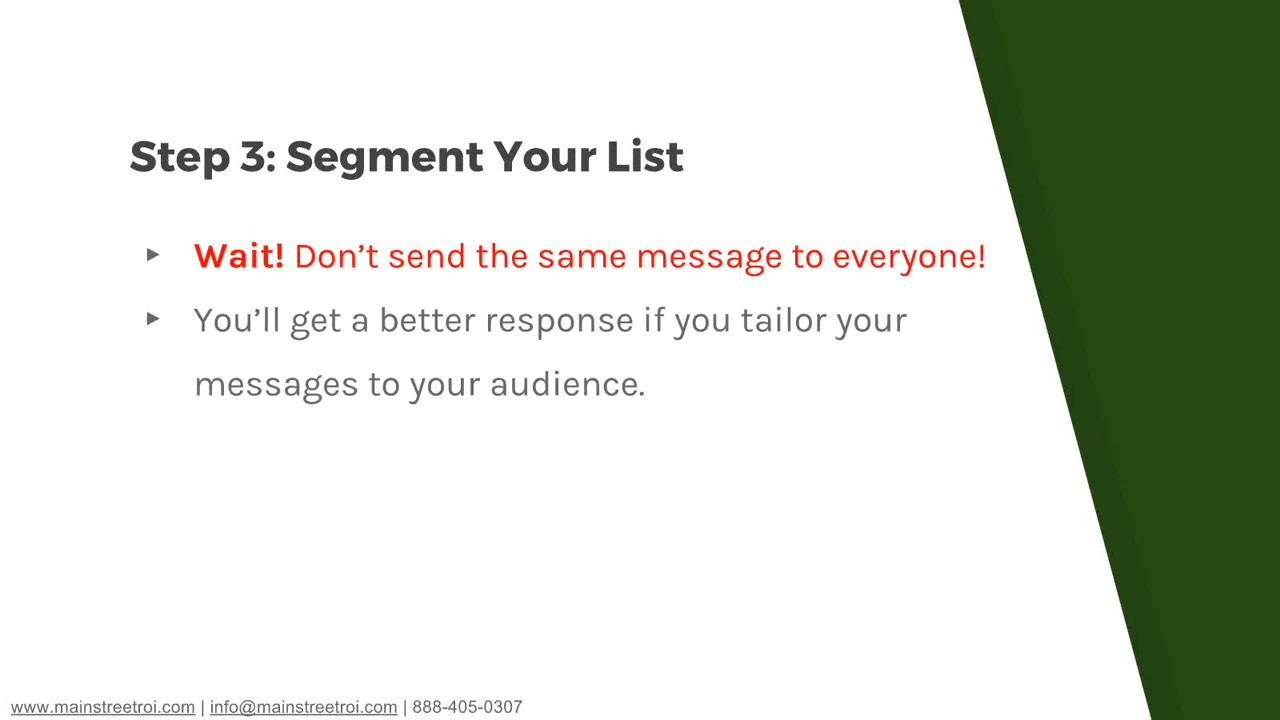 Step 3: Segment Your List
▸ Wait! Don’t send the same message to everyone!
▸ You’ll get a better response if you tailor your
messages to your audience.
www.mainstreetroi.com | info@mainstreetroi.com | 888-405-0307